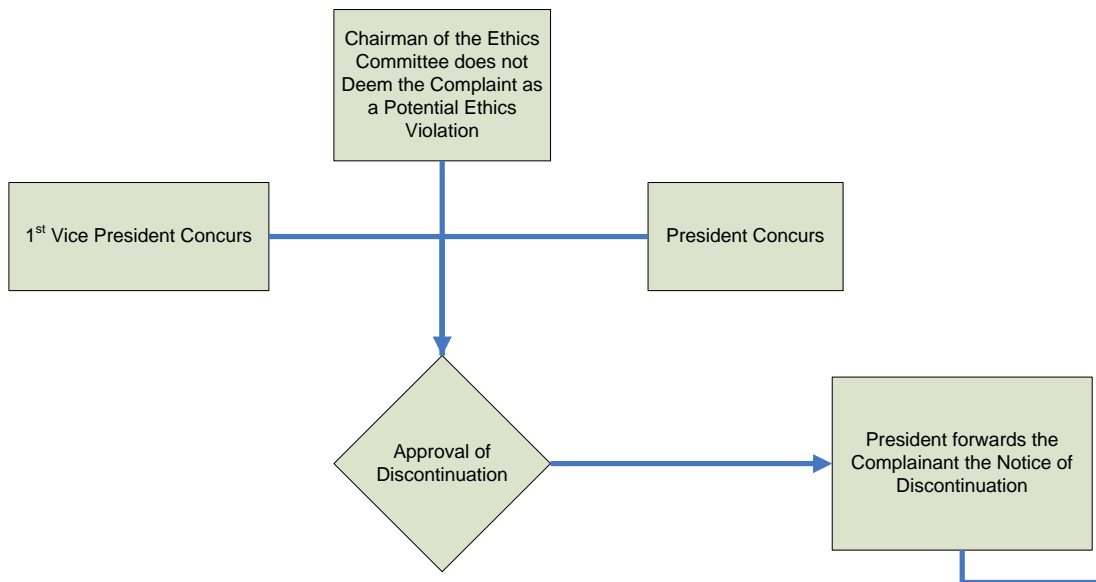 Chairman of the Ethics
Committee does not
Deem the Complaint as
a Potential Ethics
Violation
1st Vice President Concurs
President Concurs
Approval of
Discontinuation
President forwards the
Complainant the Notice of
Discontinuation